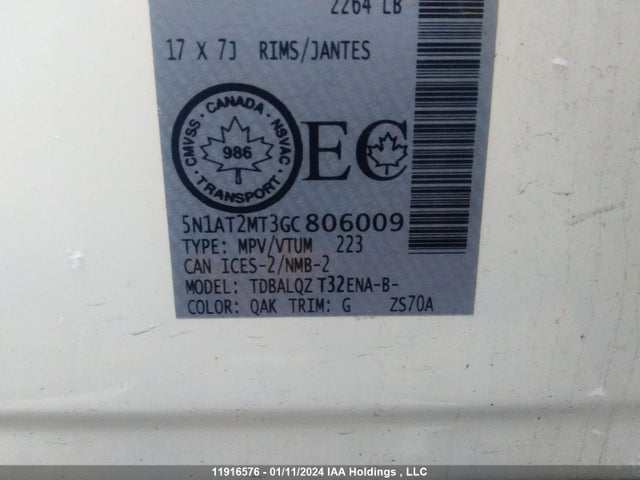 2264 LB
17 X 7J RIMS/JANTES
CMVSS · CANADA · NSVAC
986
TRANSPORT
EC
5N1AT2MT3GC806009
TYPE: MPV/VTUM 223
CAN ICES-2/NMB-2
MODEL: TDBALQZ T32ENA-B-
COLOR: QAK TRIM: G ZS70A
11916576 - 01/11/2024 IAA Holdings , LLC